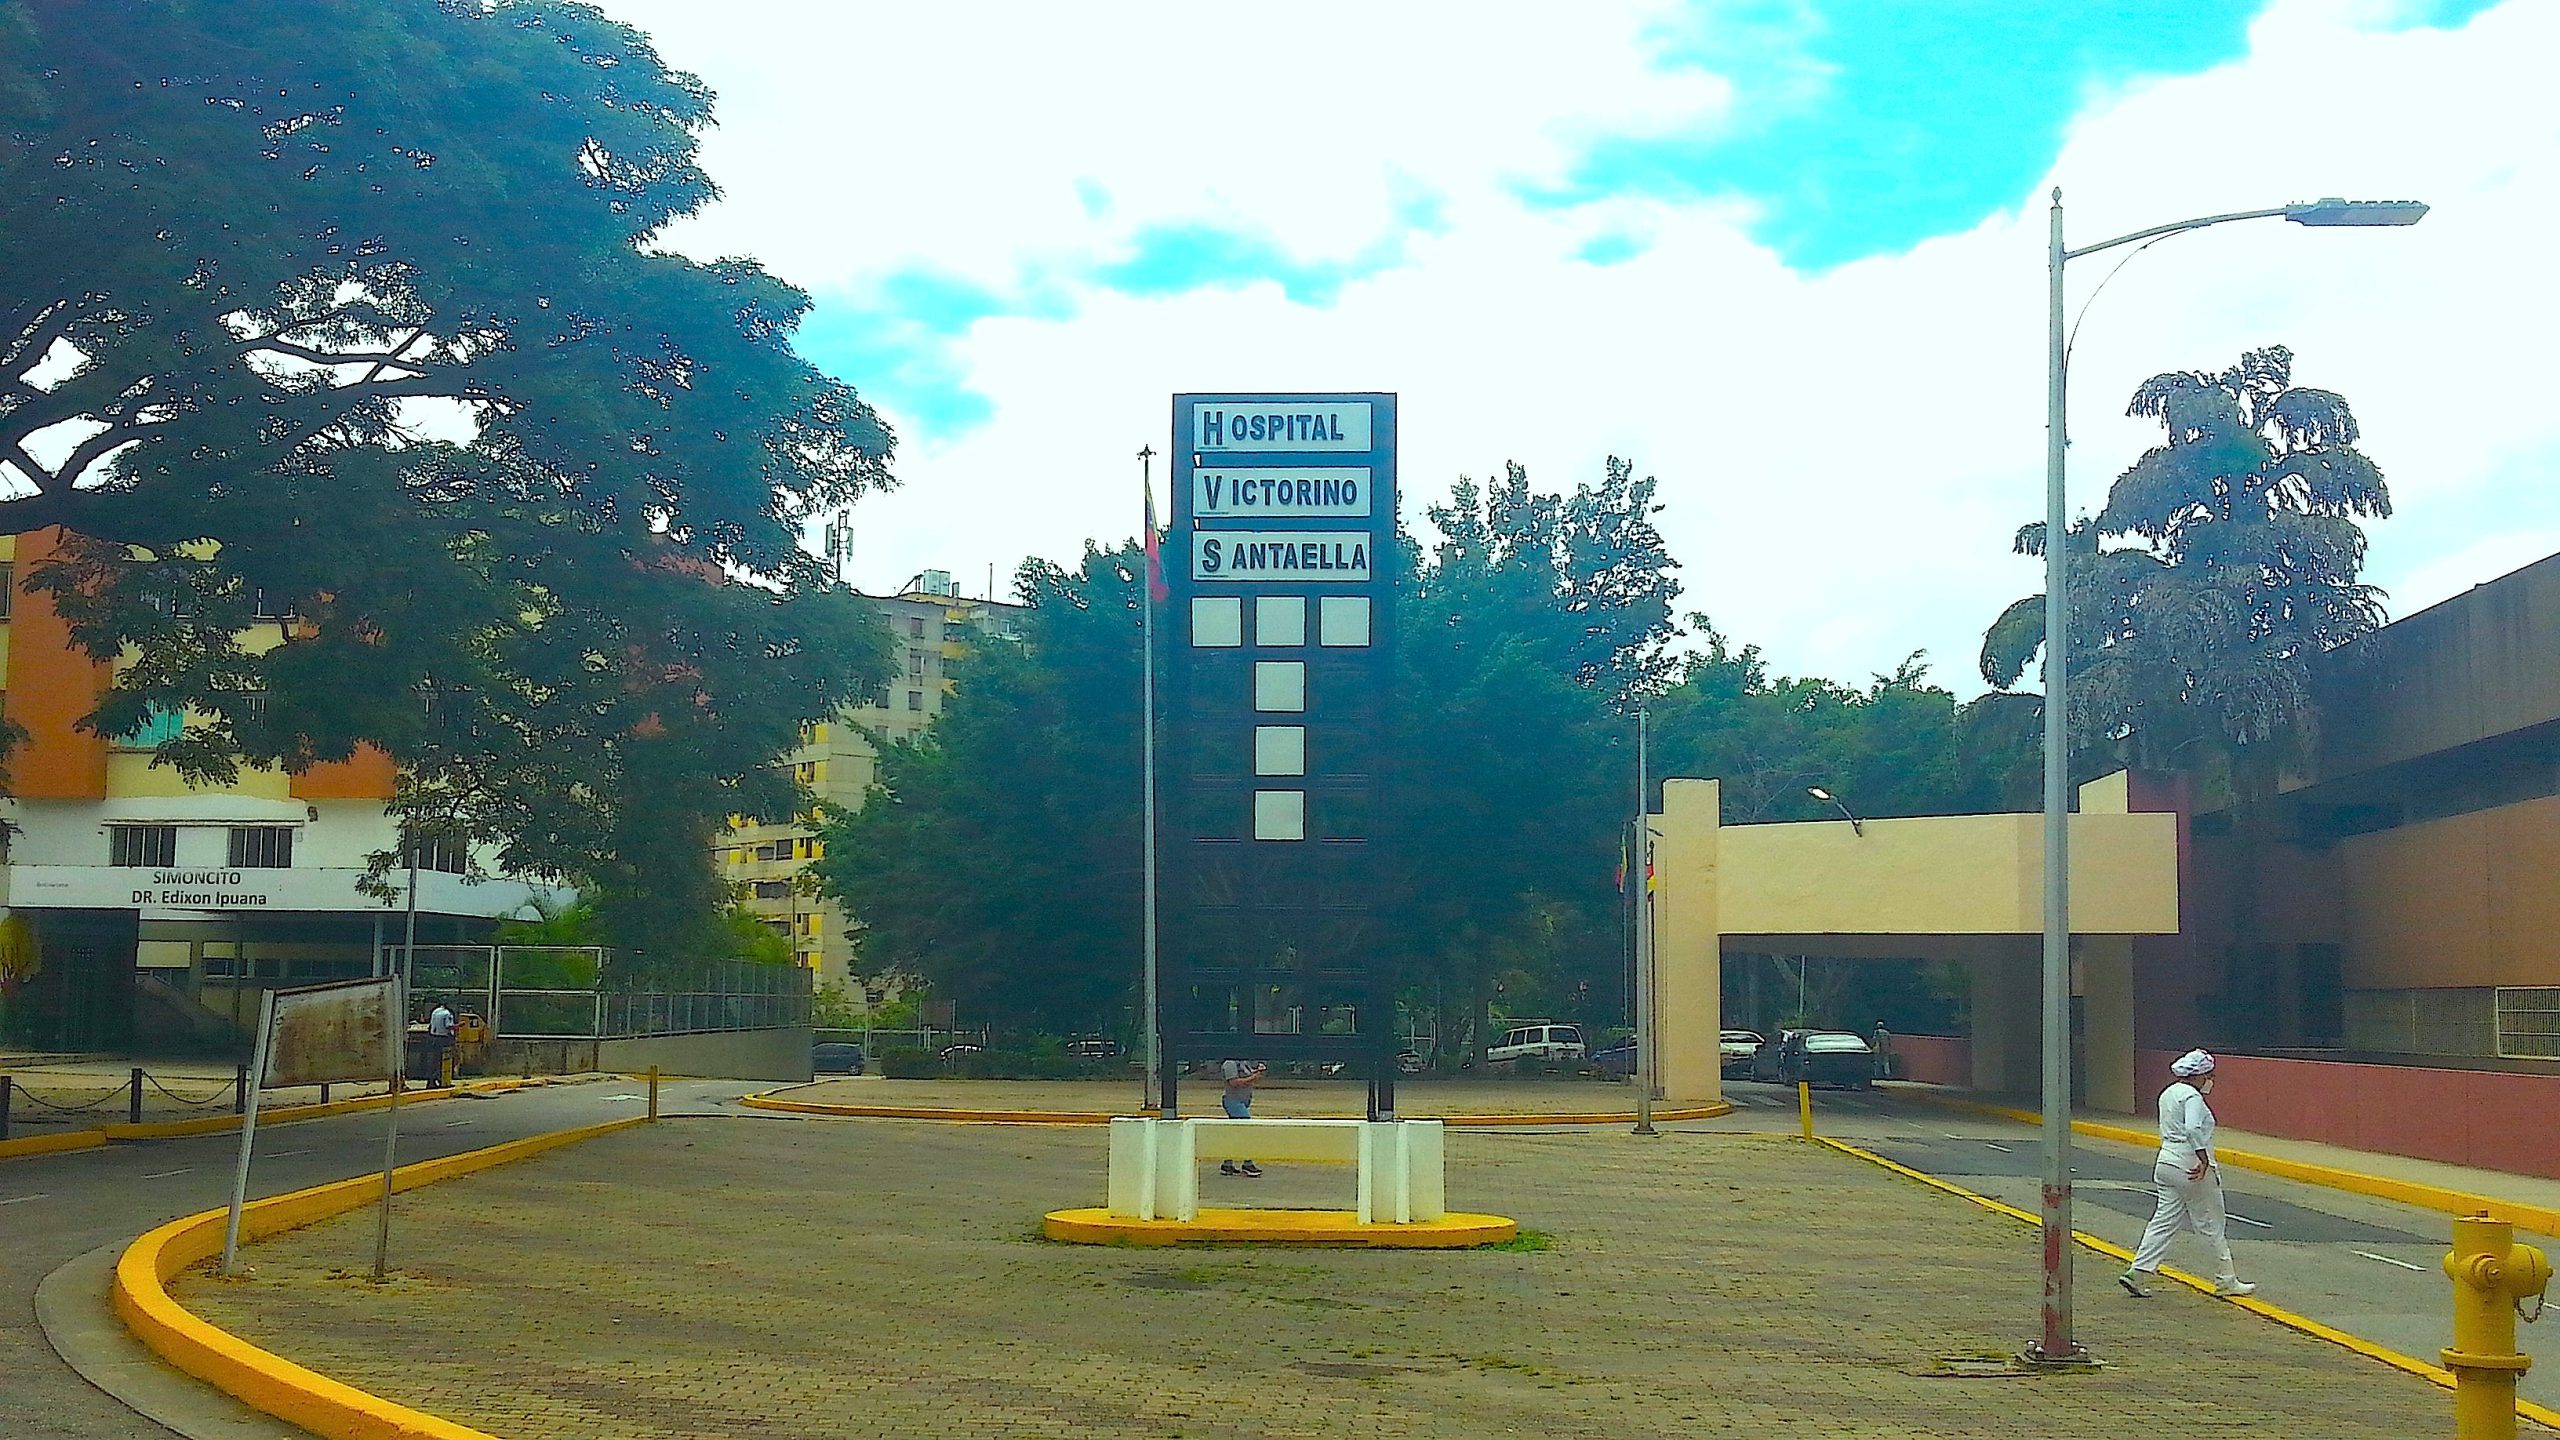 HOSPITAL
VICTORINO
SANTAELLA
SIMONCITO
DR. Edixon Ipuana